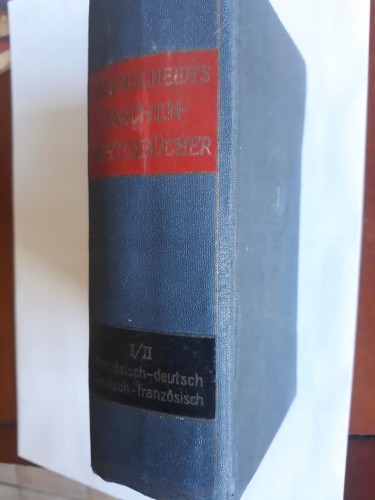 LANGENSCHEIDTS
TASCHEN-
WÖRTERBÜCHER
I/II
Französisch-deutsch
Deutsch-französisch